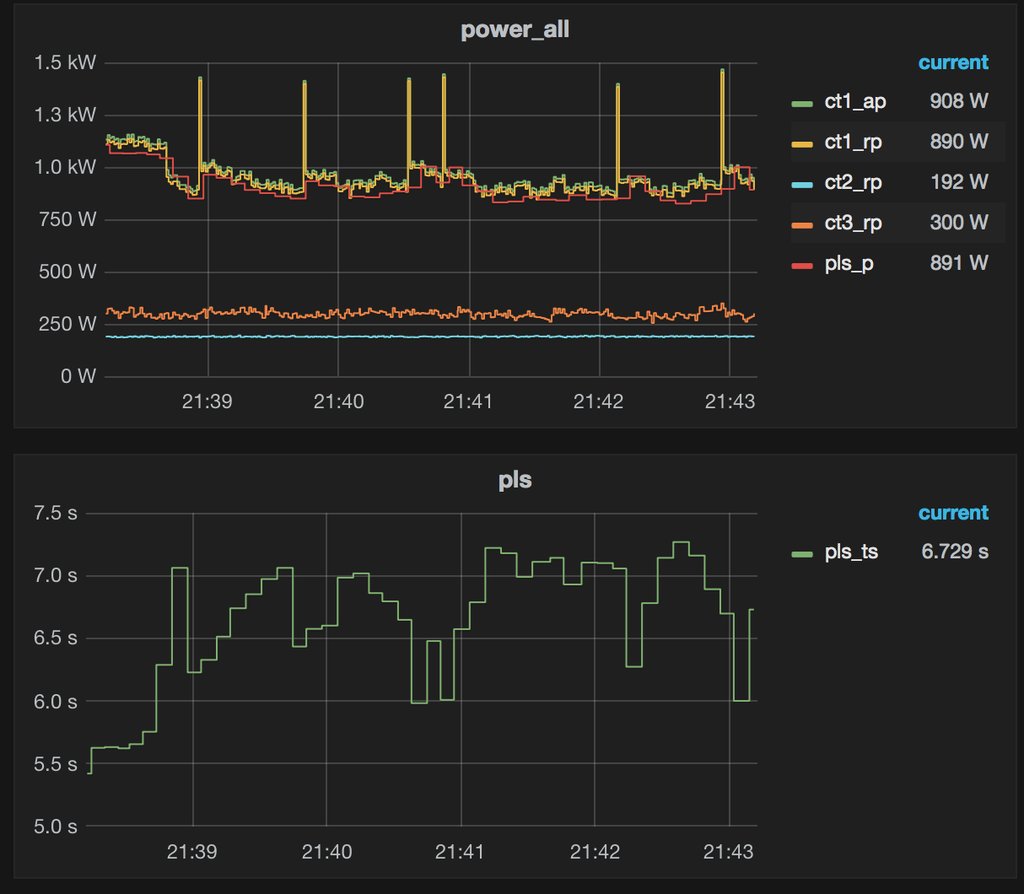 power_all
1.5 kW
1.3 kW
1.0 kW
750 W
500 W
250 W
0 W
21:39 21:40 21:41 21:42 21:43
current
ct1_ap 908 W
ct1_rp 890 W
ct2_rp 192 W
ct3_rp 300 W
pls_p 891 W
pls
7.5 s
7.0 s
6.5 s
6.0 s
5.5 s
5.0 s
21:39 21:40 21:41 21:42 21:43
current
pls_ts 6.729 s